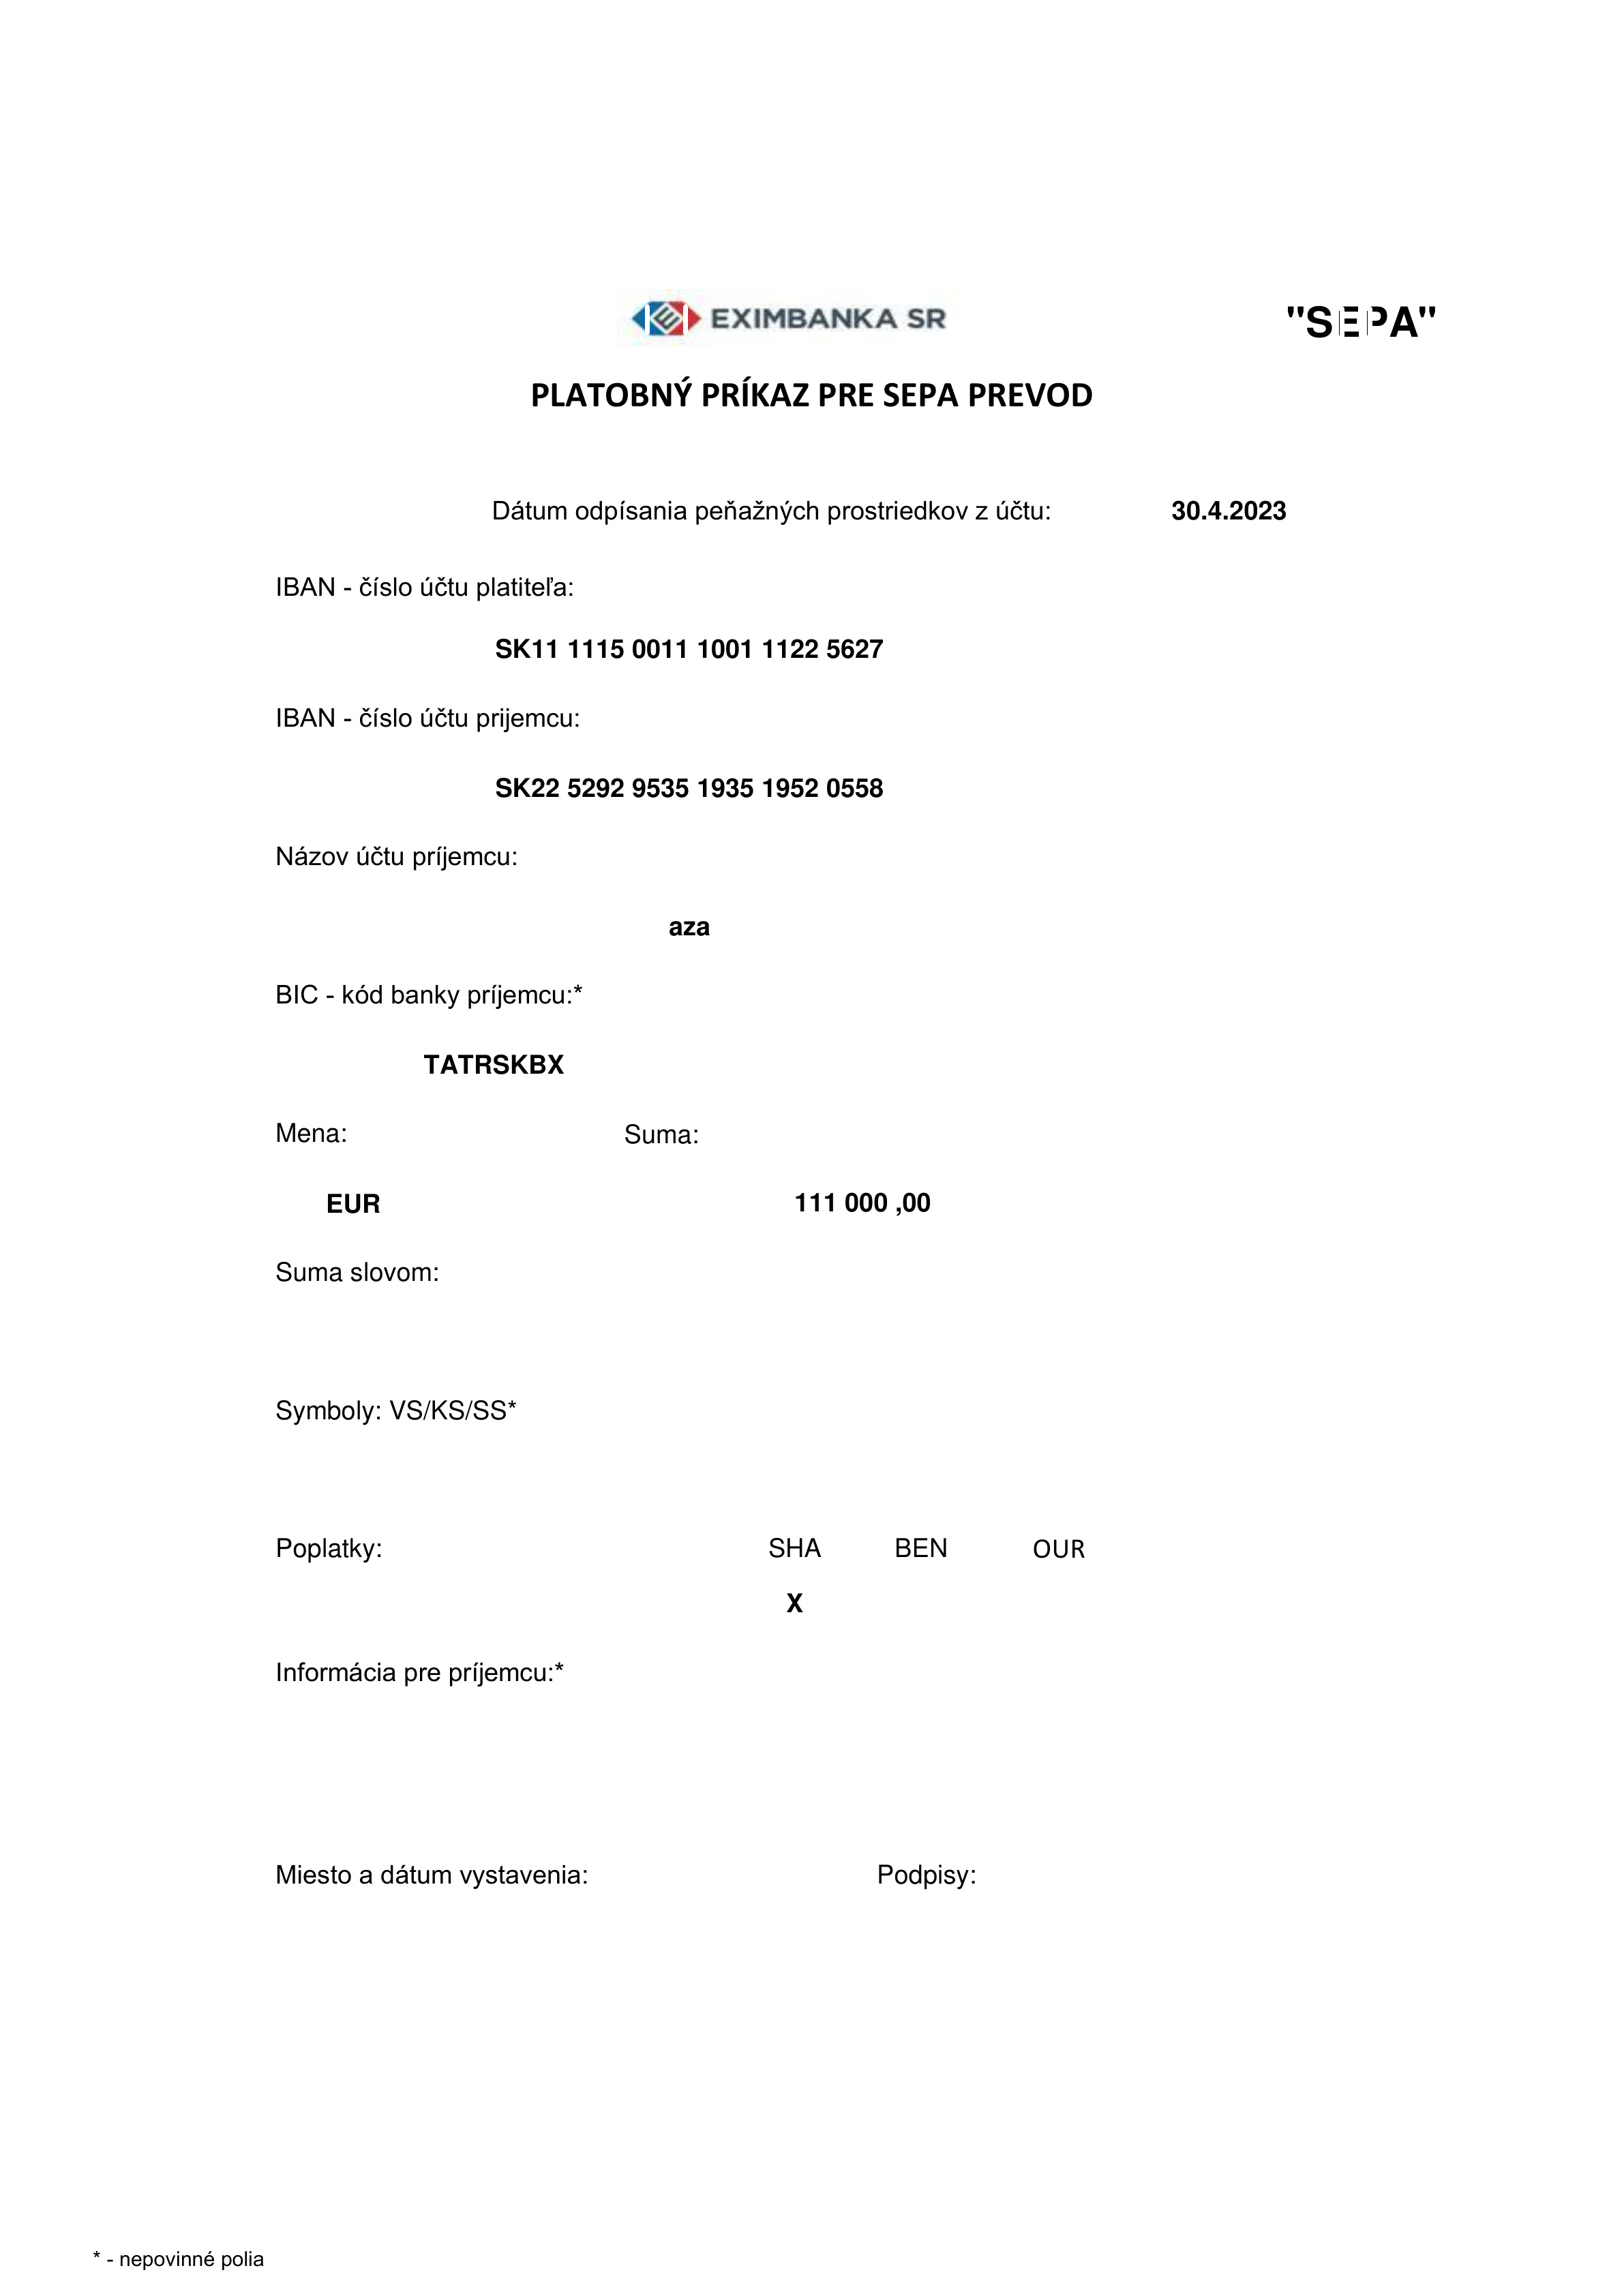 EXIMBANKA SR
"SEPA"
PLATOBNÝ PRÍKAZ PRE SEPA PREVOD
Dátum odpísania peňažných prostriedkov z účtu: 30.4.2023
IBAN - číslo účtu platiteľa:
SK11 1115 0011 1001 1122 5627
IBAN - číslo účtu prijemcu:
SK22 5292 9535 1935 1952 0558
Názov účtu príjemcu:
aza
BIC - kód banky príjemcu:*
TATRSKBX
Mena: Suma:
EUR 111 000 ,00
Suma slovom:
Symboly: VS/KS/SS*
Poplatky: SHA BEN OUR
X
Informácia pre príjemcu:*
Miesto a dátum vystavenia: Podpisy:
* - nepovinné polia